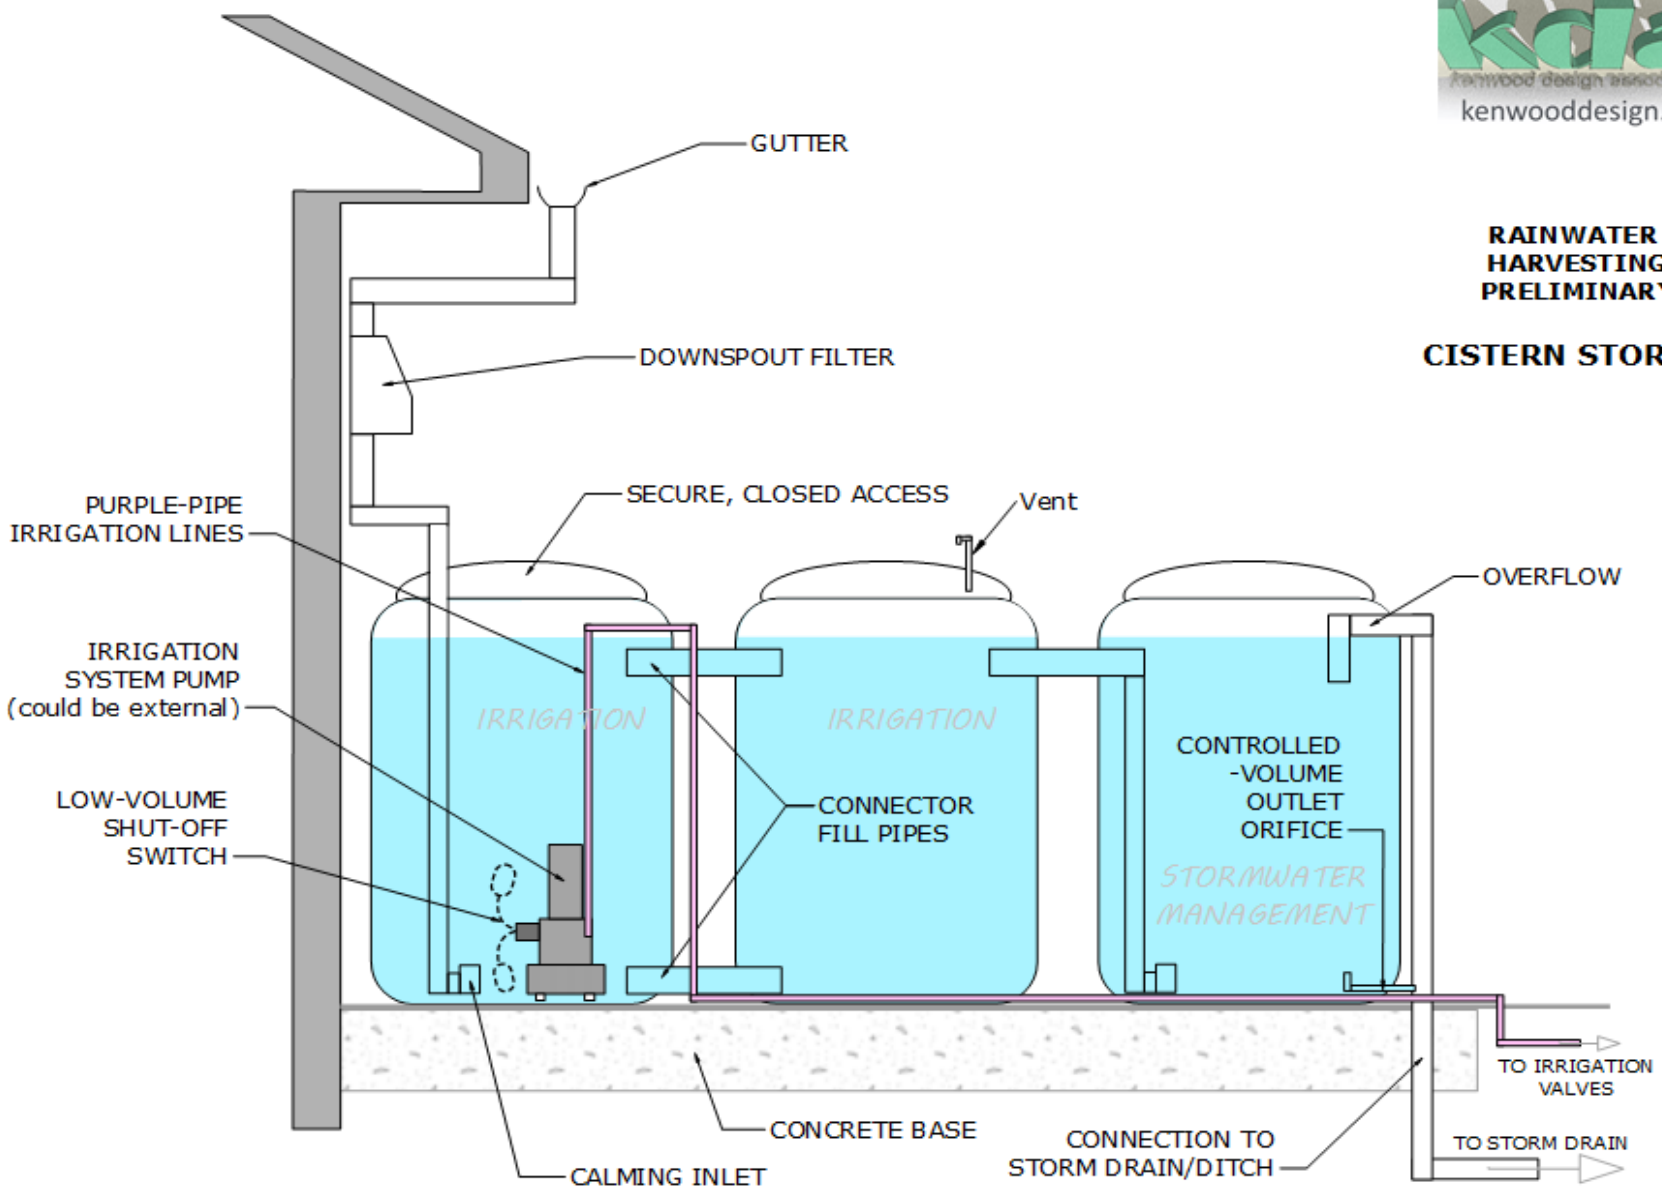 kenwood design
kenwooddesign.
RAINWATER
HARVESTING
PRELIMINARY
CISTERN STOR
GUTTER
DOWNSPOUT FILTER
SECURE, CLOSED ACCESS
Vent
PURPLE-PIPE
IRRIGATION LINES
OVERFLOW
IRRIGATION
SYSTEM PUMP
(could be external)
IRRIGATION
IRRIGATION
CONTROLLED
-VOLUME
OUTLET
ORIFICE
LOW-VOLUME
SHUT-OFF
SWITCH
CONNECTOR
FILL PIPES
STORMWATER
MANAGEMENT
TO IRRIGATION
VALVES
CONCRETE BASE
CONNECTION TO
STORM DRAIN/DITCH
TO STORM DRAIN
CALMING INLET